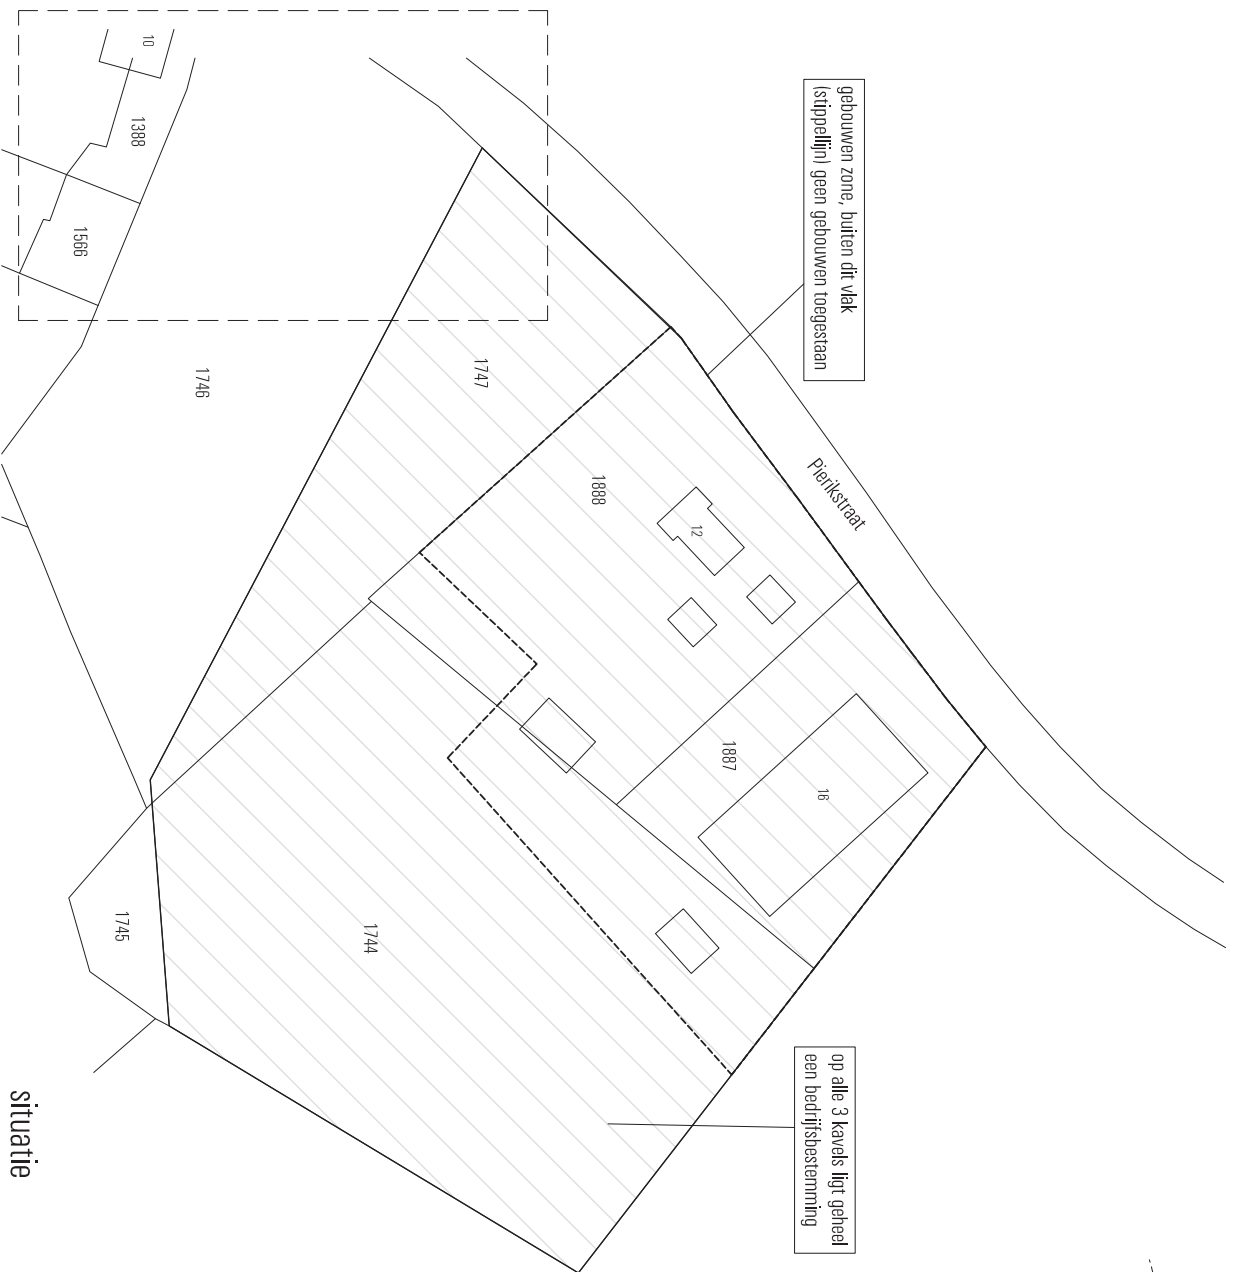 gebouwen zone, buiten dit vlak
(stippellijn) geen gebouwen toegestaan
Pierikstraat
10
1388
1566
1746
1747
1888
12
1887
16
1744
1745
op alle 3 kavels ligt geheel
een bedrijfsbestemming
situatie